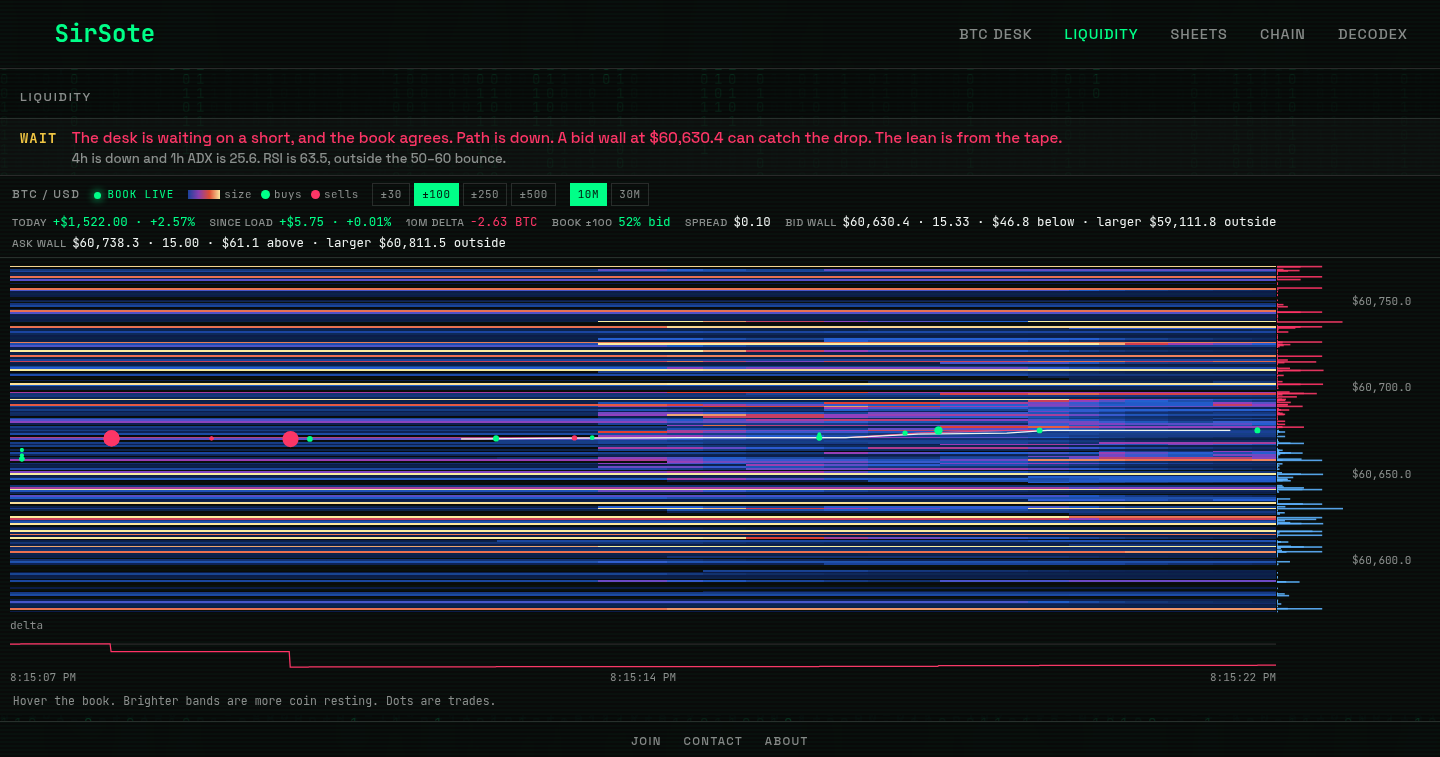 SirSote
BTC DESK LIQUIDITY SHEETS CHAIN DECODEX
LIQUIDITY
WAIT The desk is waiting on a short, and the book agrees. Path is down. A bid wall at $60,630.4 can catch the drop. The lean is from the tape.
4h is down and 1h ADX is 25.6. RSI is 63.5, outside the 50–60 bounce.
BTC / USD BOOK LIVE size buys sells ±30 ±100 ±250 ±500 10M 30M
TODAY +$1,522.00 · +2.57% SINCE LOAD +$5.75 · +0.01% 10M DELTA -2.63 BTC BOOK ±100 52% bid SPREAD $0.10 BID WALL $60,630.4 · 15.33 · $46.8 below · larger $59,111.8 outside
ASK WALL $60,738.3 · 15.00 · $61.1 above · larger $60,811.5 outside
$60,750.0
$60,700.0
$60,650.0
$60,600.0
delta
8:15:07 PM 8:15:14 PM 8:15:22 PM
Hover the book. Brighter bands are more coin resting. Dots are trades.
JOIN CONTACT ABOUT